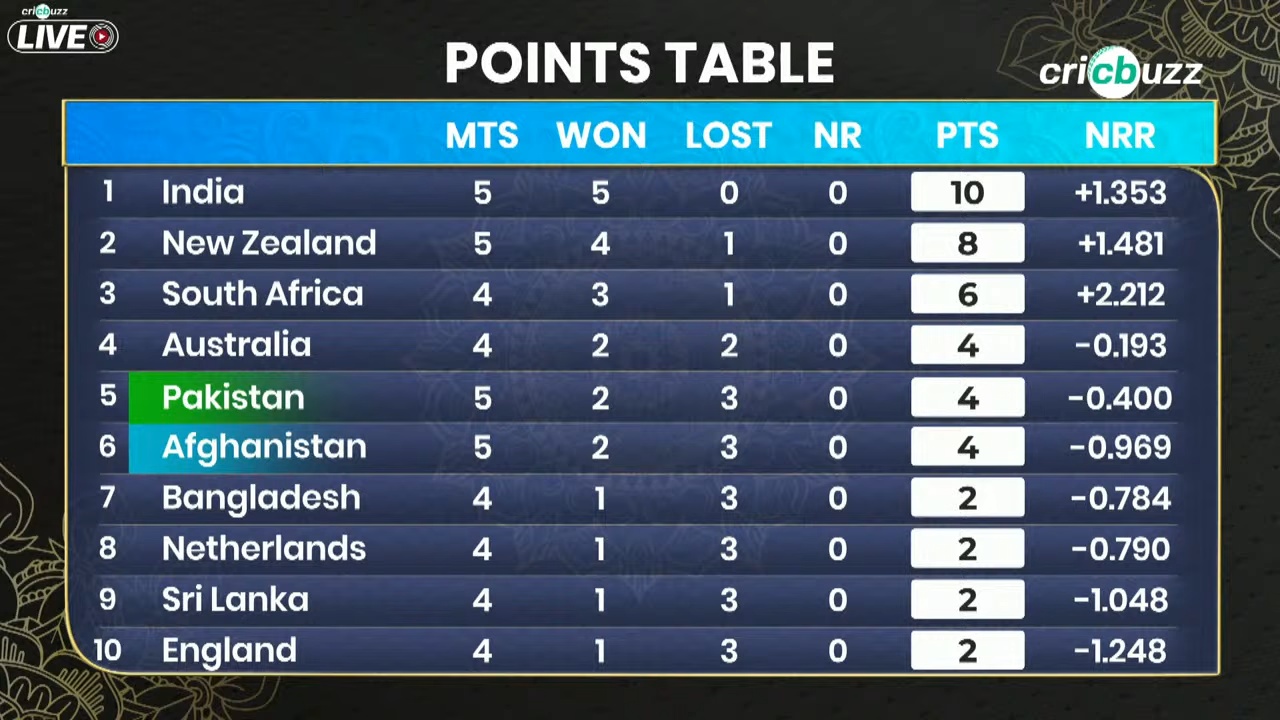 cricbuzz
LIVE
POINTS TABLE
cricbuzz
MTS WON LOST NR PTS NRR
1 India 5 5 0 0 10 +1.353
2 New Zealand 5 4 1 0 8 +1.481
3 South Africa 4 3 1 0 6 +2.212
4 Australia 4 2 2 0 4 -0.193
5 Pakistan 5 2 3 0 4 -0.400
6 Afghanistan 5 2 3 0 4 -0.969
7 Bangladesh 4 1 3 0 2 -0.784
8 Netherlands 4 1 3 0 2 -0.790
9 Sri Lanka 4 1 3 0 2 -1.048
10 England 4 1 3 0 2 -1.248